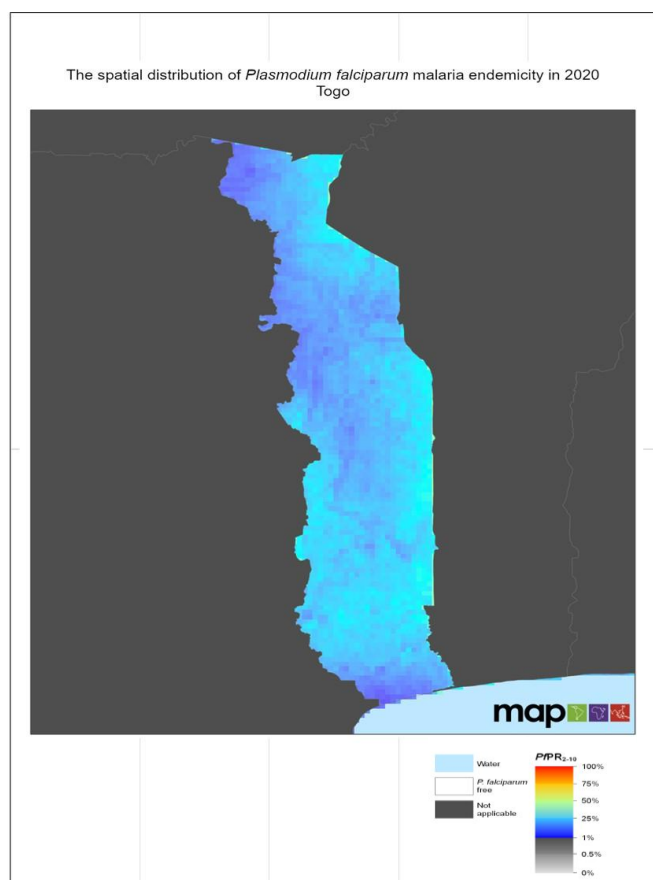 The spatial distribution of Plasmodium falciparum malaria endemicity in 2020
Togo
map
Water
P. falciparum
free
Not
applicable
PfPR2-10
100%
75%
50%
25%
1%
0.5%
0%